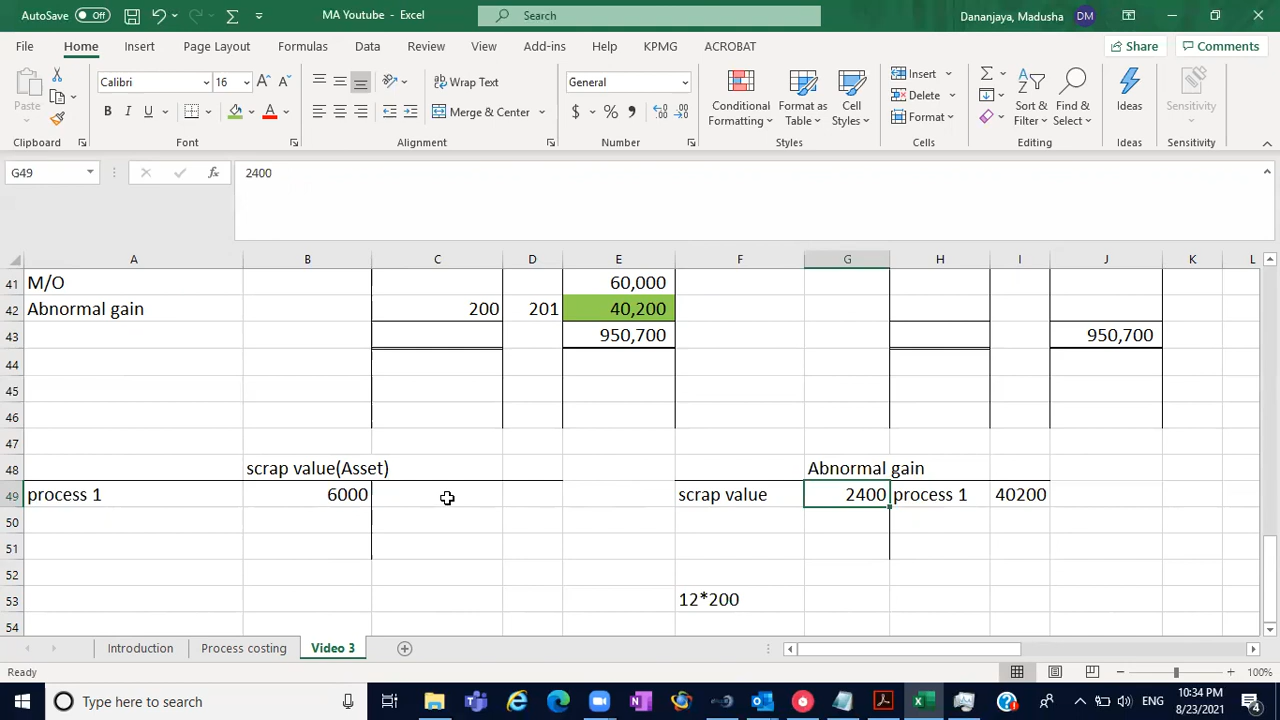 AutoSave Off MA Youtube - Excel Search Dananjaya, Madusha DM
File Home Insert Page Layout Formulas Data Review View Add-ins Help KPMG ACROBAT Share Comments
Paste Calibri 16 A A Wrap Text General Conditional Formatting Format as Table Cell Styles Insert Delete Format Sort & Filter Find & Select Ideas Sensitivity
B I U A Merge & Center $ % ,
Clipboard Font Alignment Number Styles Cells Editing Ideas Sensitivity
G49 fx 2400
A B C D E F G H I J K L
41 M/O 60,000
42 Abnormal gain 200 201 40,200
43 950,700 950,700
44
45
46
47
48 scrap value(Asset) Abnormal gain
49 process 1 6000 scrap value 2400 process 1 40200
50
51
52
53 12*200
54
Introduction Process costing Video 3
Ready 100%
Type here to search ENG 10:34 PM
8/23/2021 4